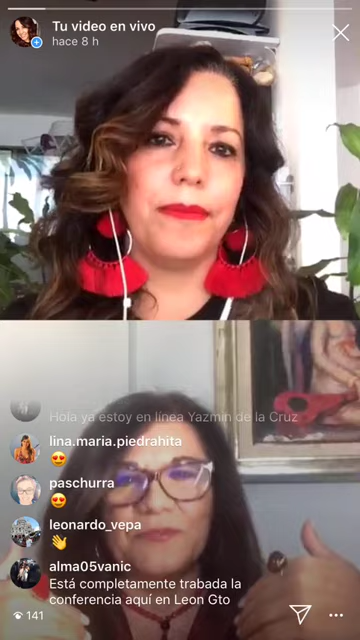 Tu video en vivo
hace 8 h
Hola ya estoy en línea Yazmin de la Cruz
lina.maria.piedrahita
😍
paschurra
😍
leonardo_vepa
👋
alma05vanic
Está completamente trabada la
conferencia aquí en Leon Gto
141